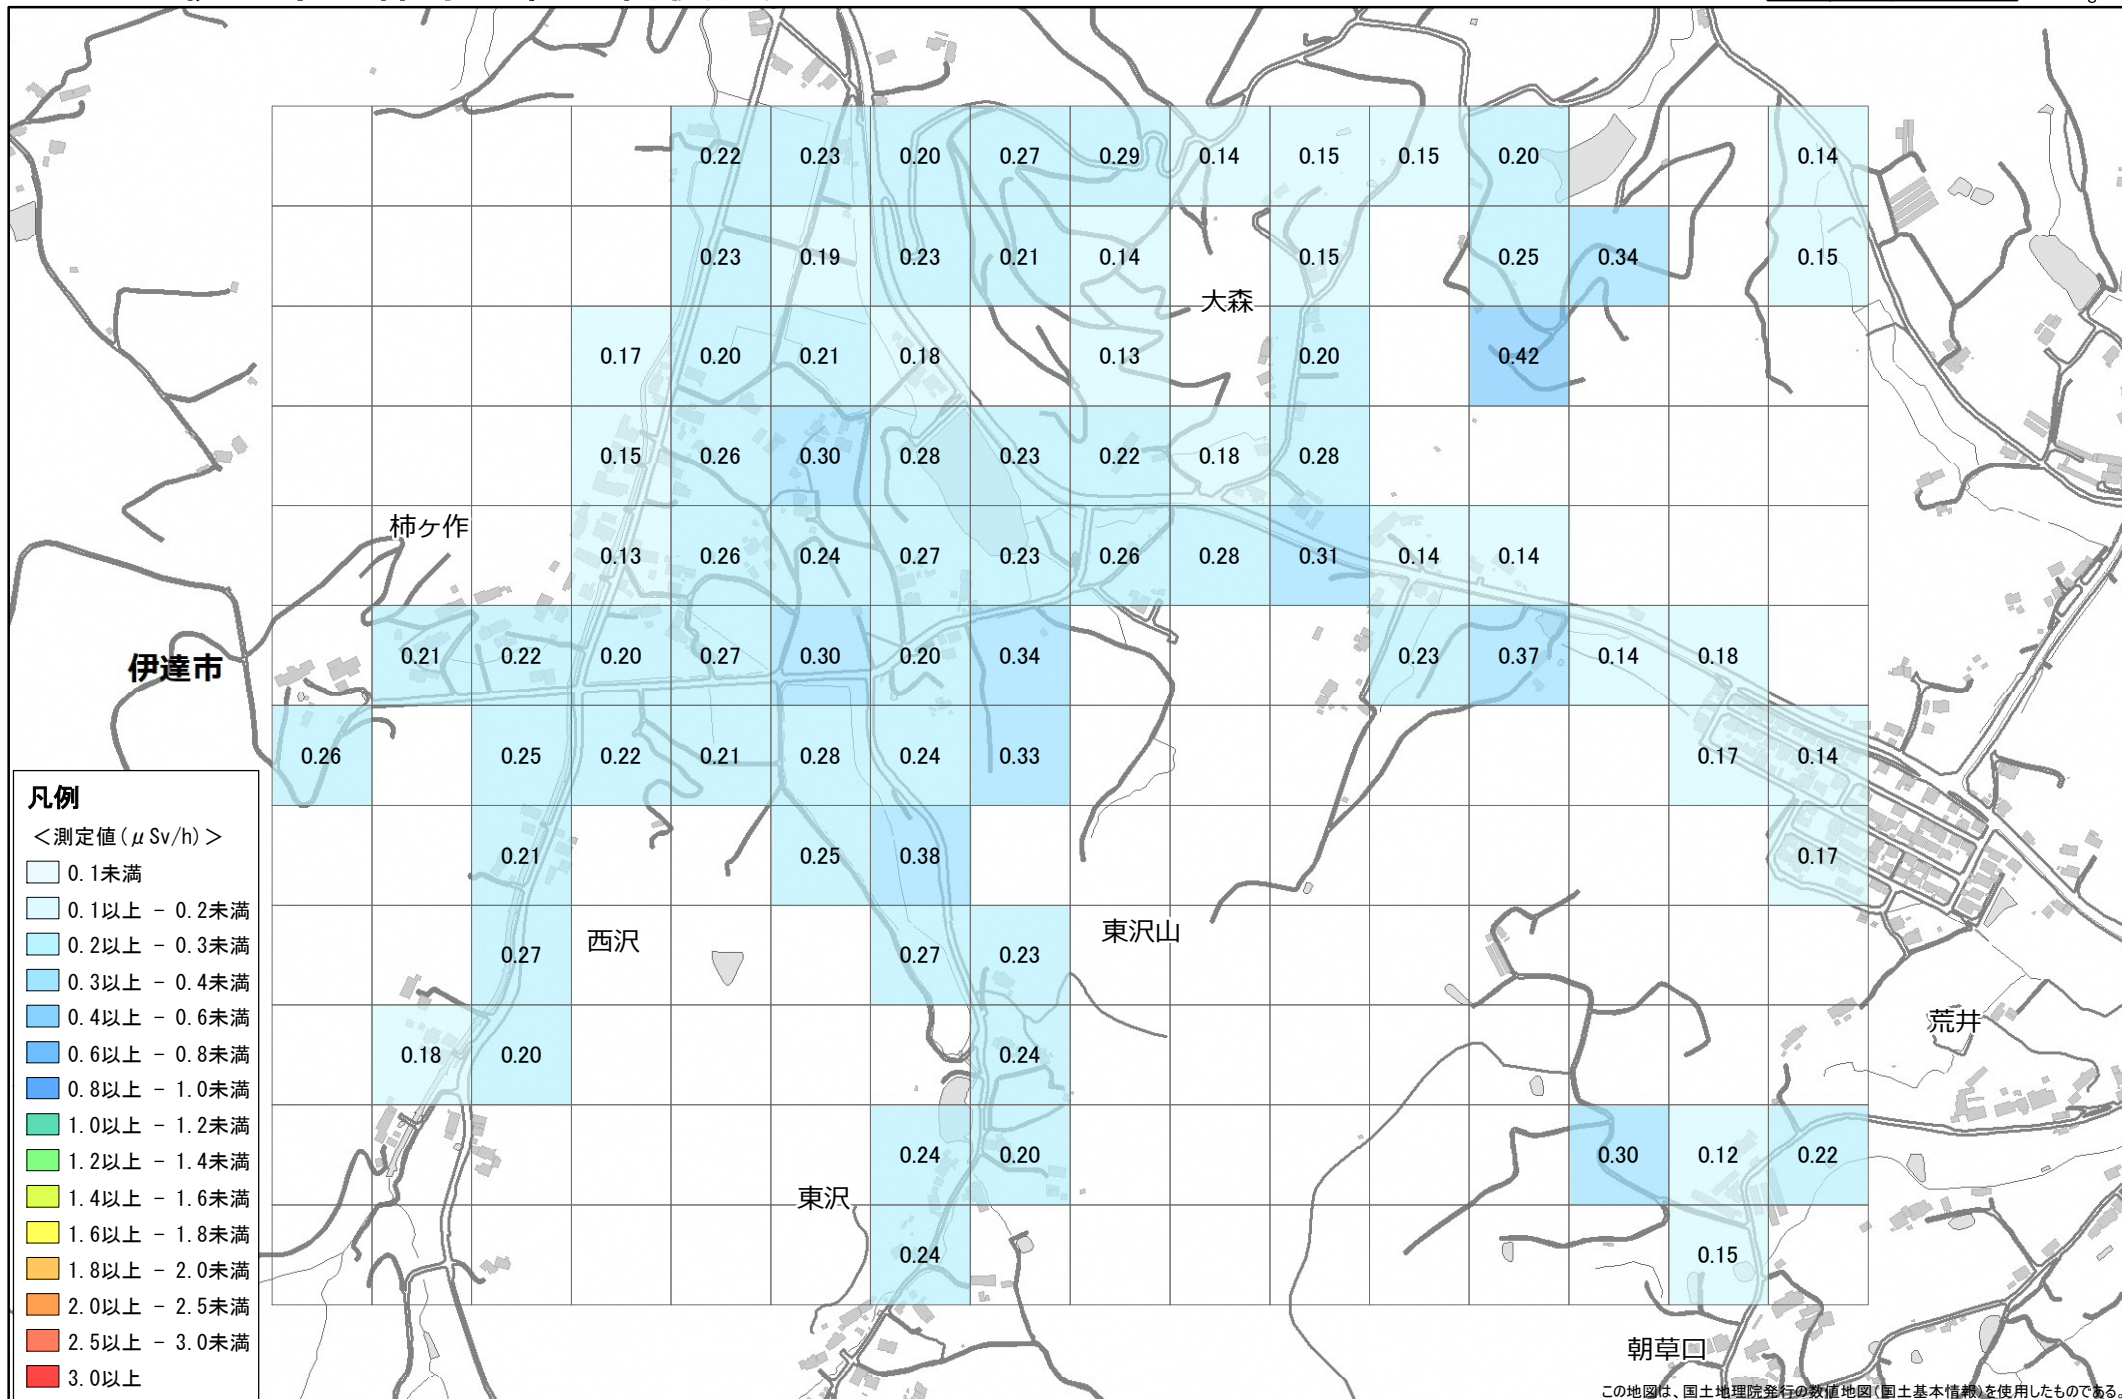 0.22 0.23 0.20 0.27 0.29 0.14 0.15 0.15 0.20 0.14
0.23 0.19 0.23 0.21 0.14 0.15 0.25 0.34 0.15
大森
0.17 0.20 0.21 0.18 0.13 0.20 0.42
0.15 0.26 0.30 0.28 0.23 0.22 0.18 0.28
柿ヶ作
0.13 0.26 0.24 0.27 0.23 0.26 0.28 0.31 0.14 0.14
0.21 0.22 0.20 0.27 0.30 0.20 0.34 0.23 0.37 0.14 0.18
伊達市
0.26 0.25 0.22 0.21 0.28 0.24 0.33 0.17 0.14
0.21 0.25 0.38 0.17
西沢
東沢山
0.27 0.27 0.23
荒井
0.18 0.20 0.24
0.24 0.20 0.30 0.12 0.22
東沢
0.24 0.15
朝草口
凡例
＜測定値(μSv/h)＞
0.1未満
0.1以上 - 0.2未満
0.2以上 - 0.3未満
0.3以上 - 0.4未満
0.4以上 - 0.6未満
0.6以上 - 0.8未満
0.8以上 - 1.0未満
1.0以上 - 1.2未満
1.2以上 - 1.4未満
1.4以上 - 1.6未満
1.6以上 - 1.8未満
1.8以上 - 2.0未満
2.0以上 - 2.5未満
2.5以上 - 3.0未満
3.0以上
この地図は、国土地理院発行の数値地図(国土基本情報)を使用したものである。